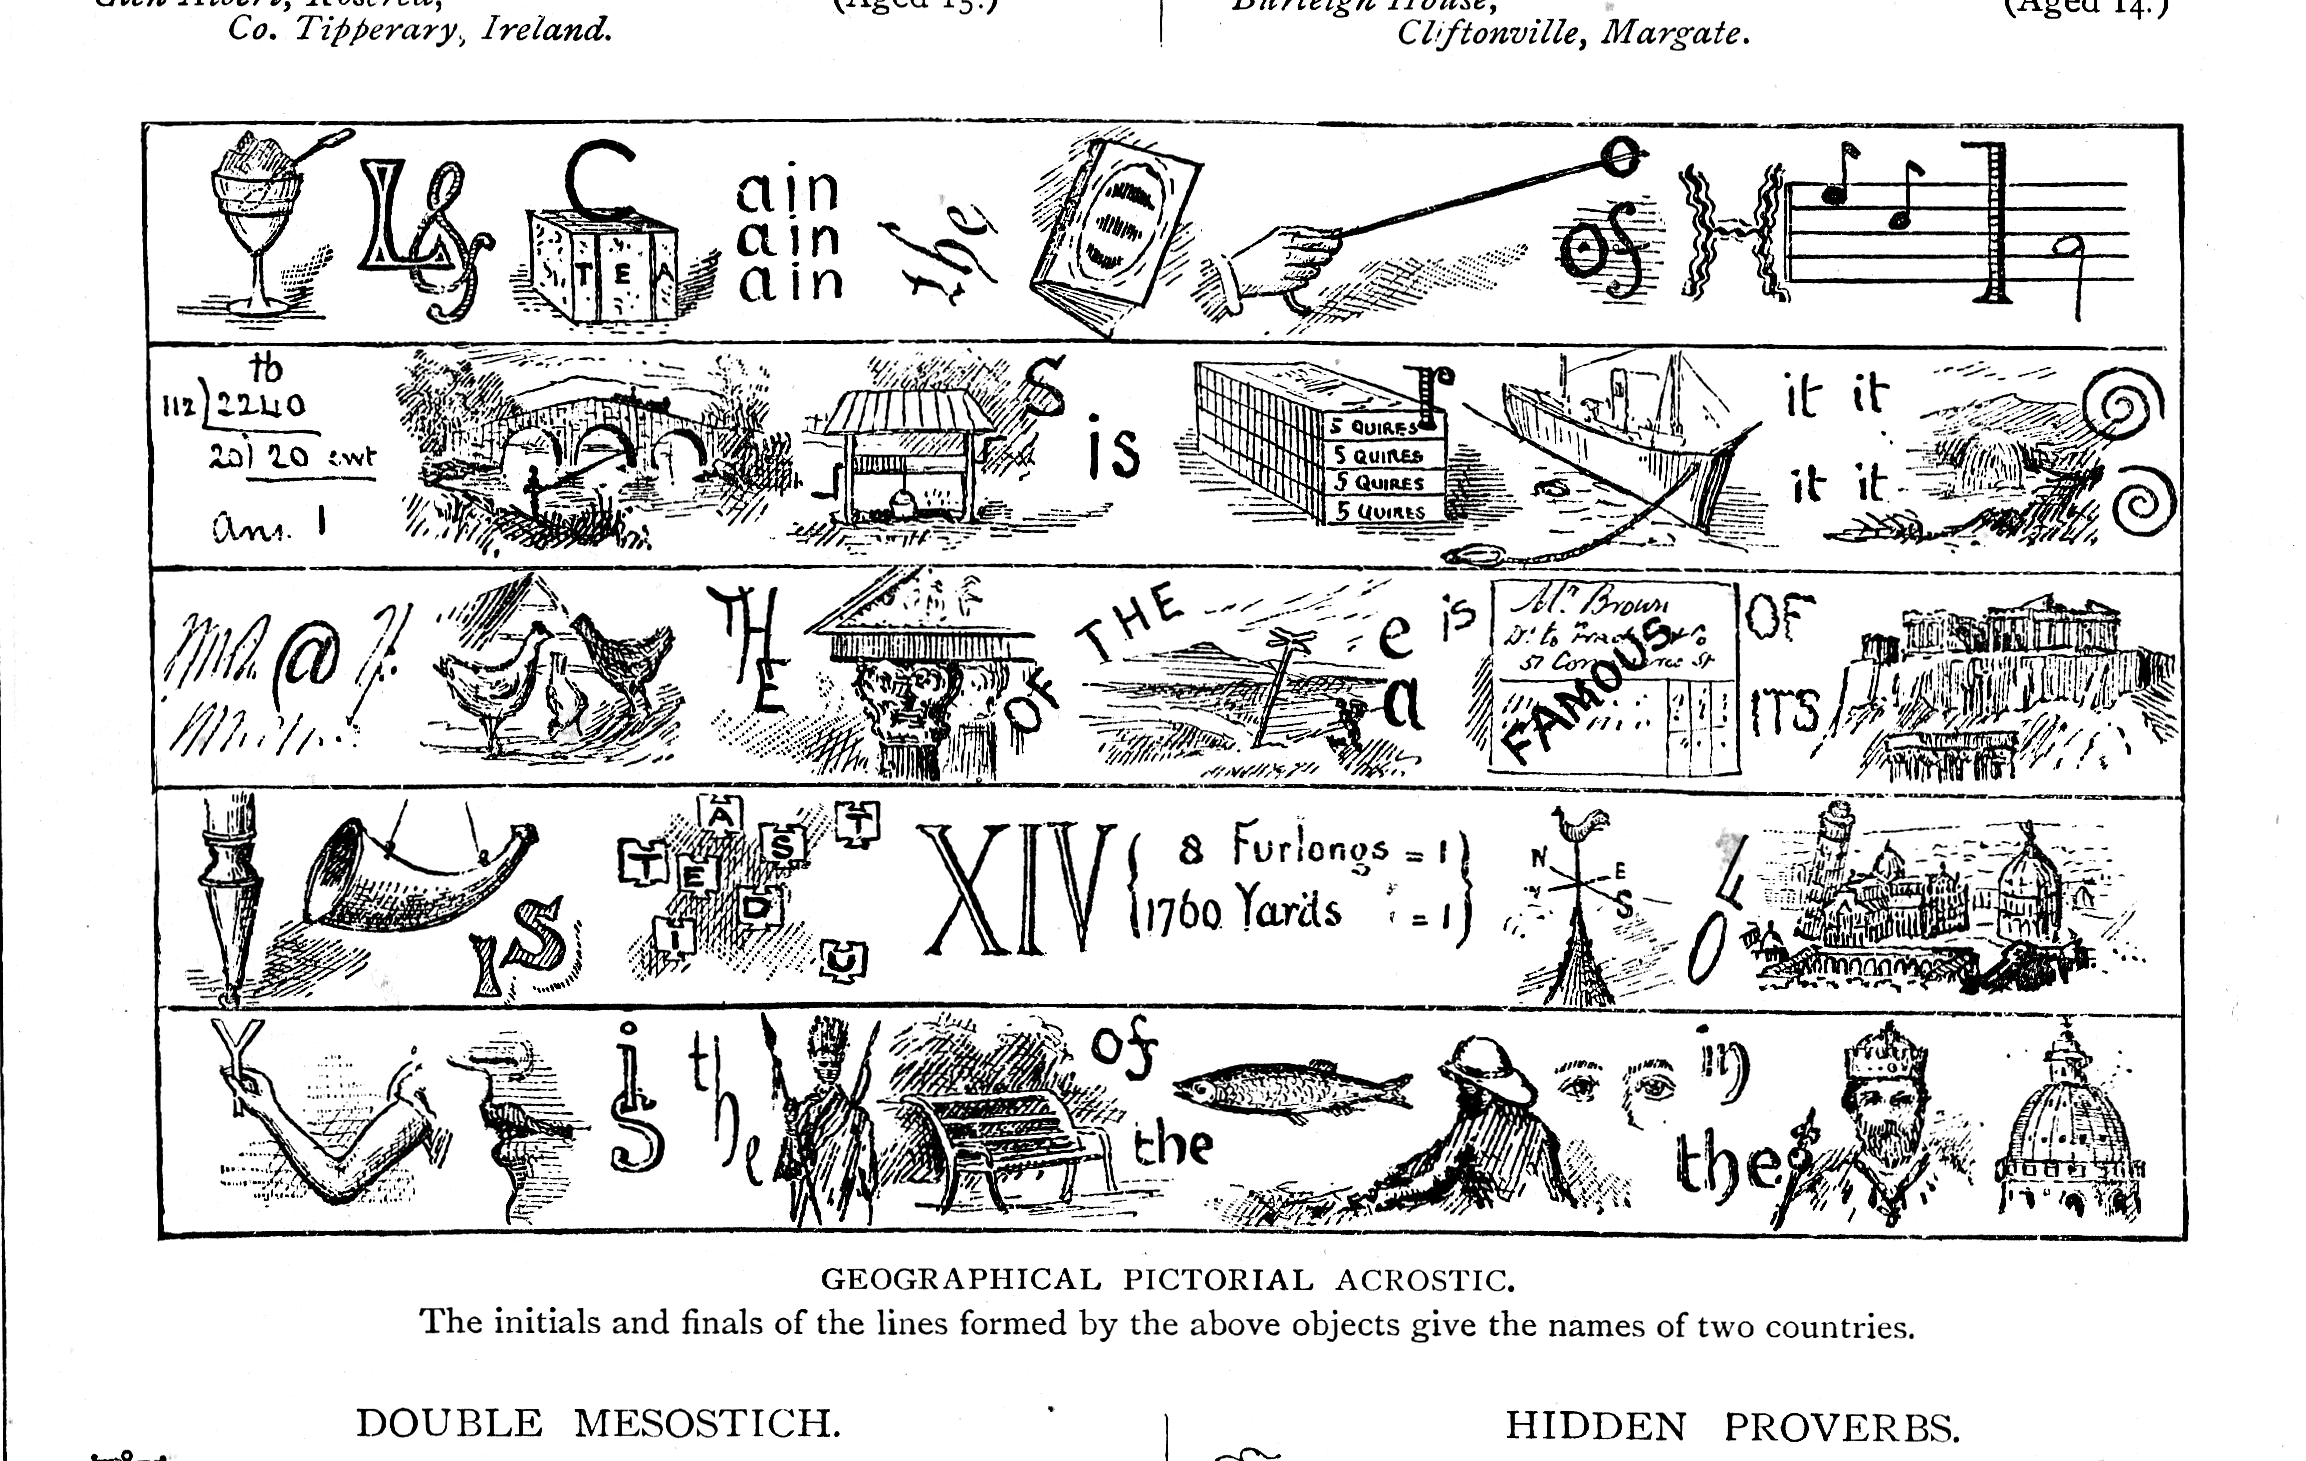 Co. Tipperary, Ireland.
(Aged 15.)
Burleigh House,
Cliftonville, Margate.
(Aged 14.)
L &
C
TEA
ain
ain
ain
the
O
of
H
I
lb
112)2240
20)20 cwt
Ans. 1
S
is
r
5 QUIRES
5 QUIRES
5 QUIRES
5 QUIRES
it it
it it
@
THE
OF
THE
e
a
is
Mr Brown
Dr to
FAMOUS
OF
ITS
IS
T
E
A
S
D
I
T
U
XIV
8 Furlongs = 1
1760 Yards = 1
N
E
S
Y
is
the
of
the
in
the
GEOGRAPHICAL PICTORIAL ACROSTIC.
The initials and finals of the lines formed by the above objects give the names of two countries.
DOUBLE MESOSTICH.
HIDDEN PROVERBS.